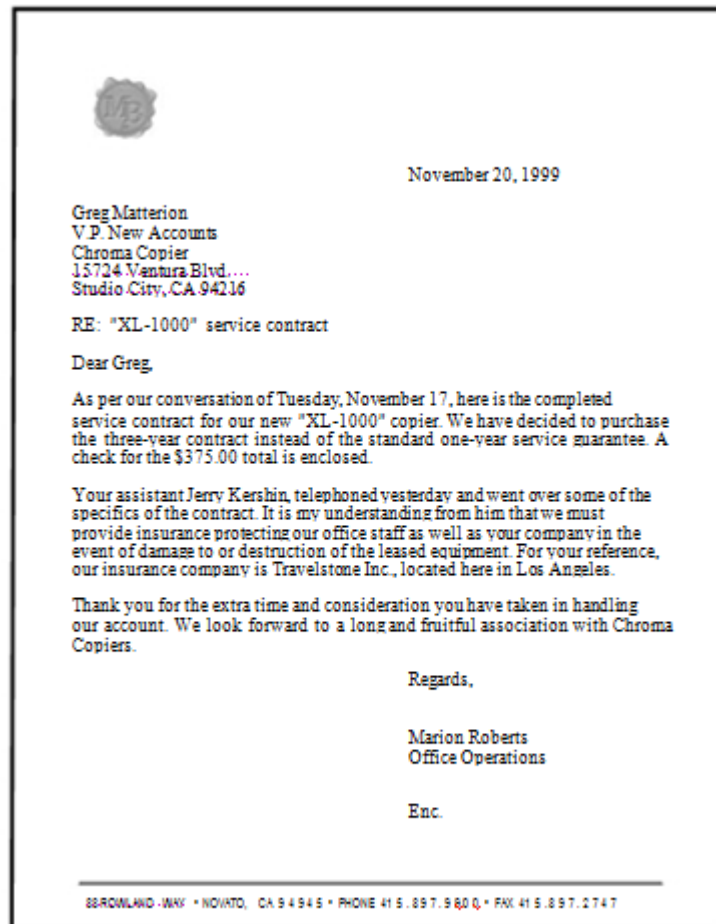 MB
November 20, 1999
Greg Matterion
V.P. New Accounts
Chroma Copier
15724 Ventura Blvd.
Studio City, CA 94216
RE: "XL-1000" service contract
Dear Greg,
As per our conversation of Tuesday, November 17, here is the completed
service contract for our new "XL-1000" copier. We have decided to purchase
the three-year contract instead of the standard one-year service guarantee. A
check for the $375.00 total is enclosed.
Your assistant Jerry Kershin, telephoned yesterday and went over some of the
specifics of the contract. It is my understanding from him that we must
provide insurance protecting our office staff as well as your company in the
event of damage to or destruction of the leased equipment. For your reference,
our insurance company is Travelstone Inc., located here in Los Angeles.
Thank you for the extra time and consideration you have taken in handling
our account. We look forward to a long and fruitful association with Chroma
Copiers.
Regards,
Marion Roberts
Office Operations
Enc.
88 ROWLAND WAY • NOVATO, CA 94945 • PHONE 415.897.9800 • FAX 415.897.2747